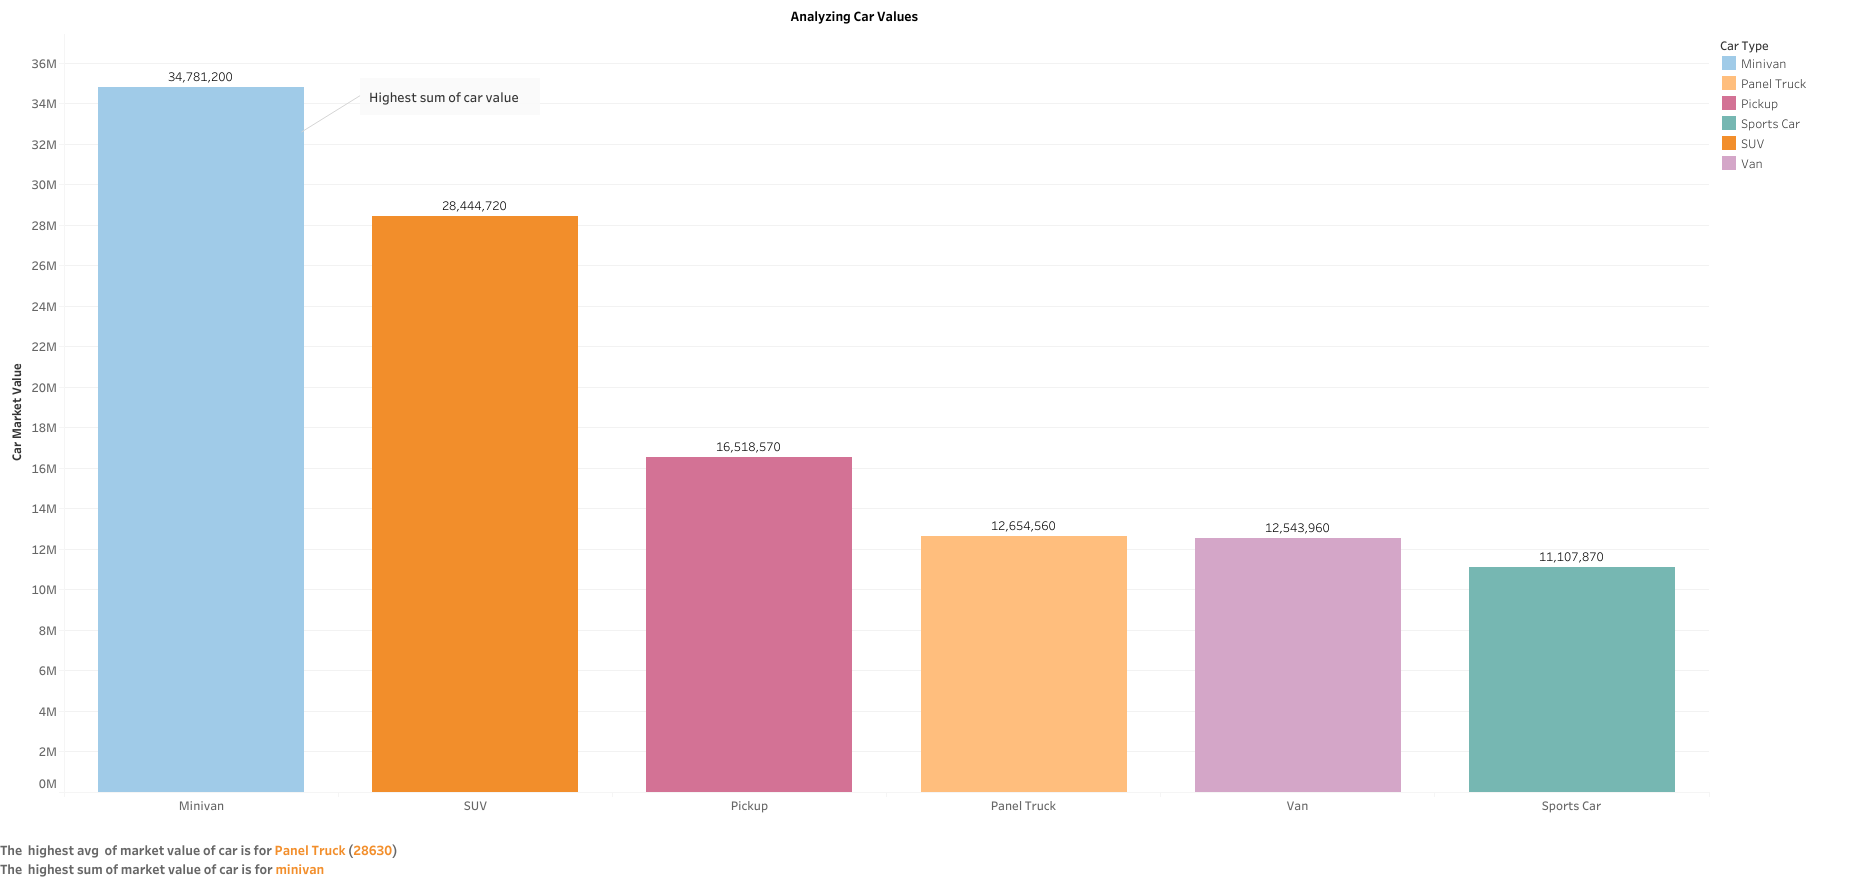 Analyzing Car Values
Car Type
Minivan
Panel Truck
Pickup
Sports Car
SUV
Van
Car Market Value
36M
34M
32M
30M
28M
26M
24M
22M
20M
18M
16M
14M
12M
10M
8M
6M
4M
2M
0M
34,781,200
Highest sum of car value
28,444,720
16,518,570
12,654,560
12,543,960
11,107,870
Minivan
SUV
Pickup
Panel Truck
Van
Sports Car
The  highest avg  of market value of car is for Panel Truck (28630)
The  highest sum of market value of car is for minivan